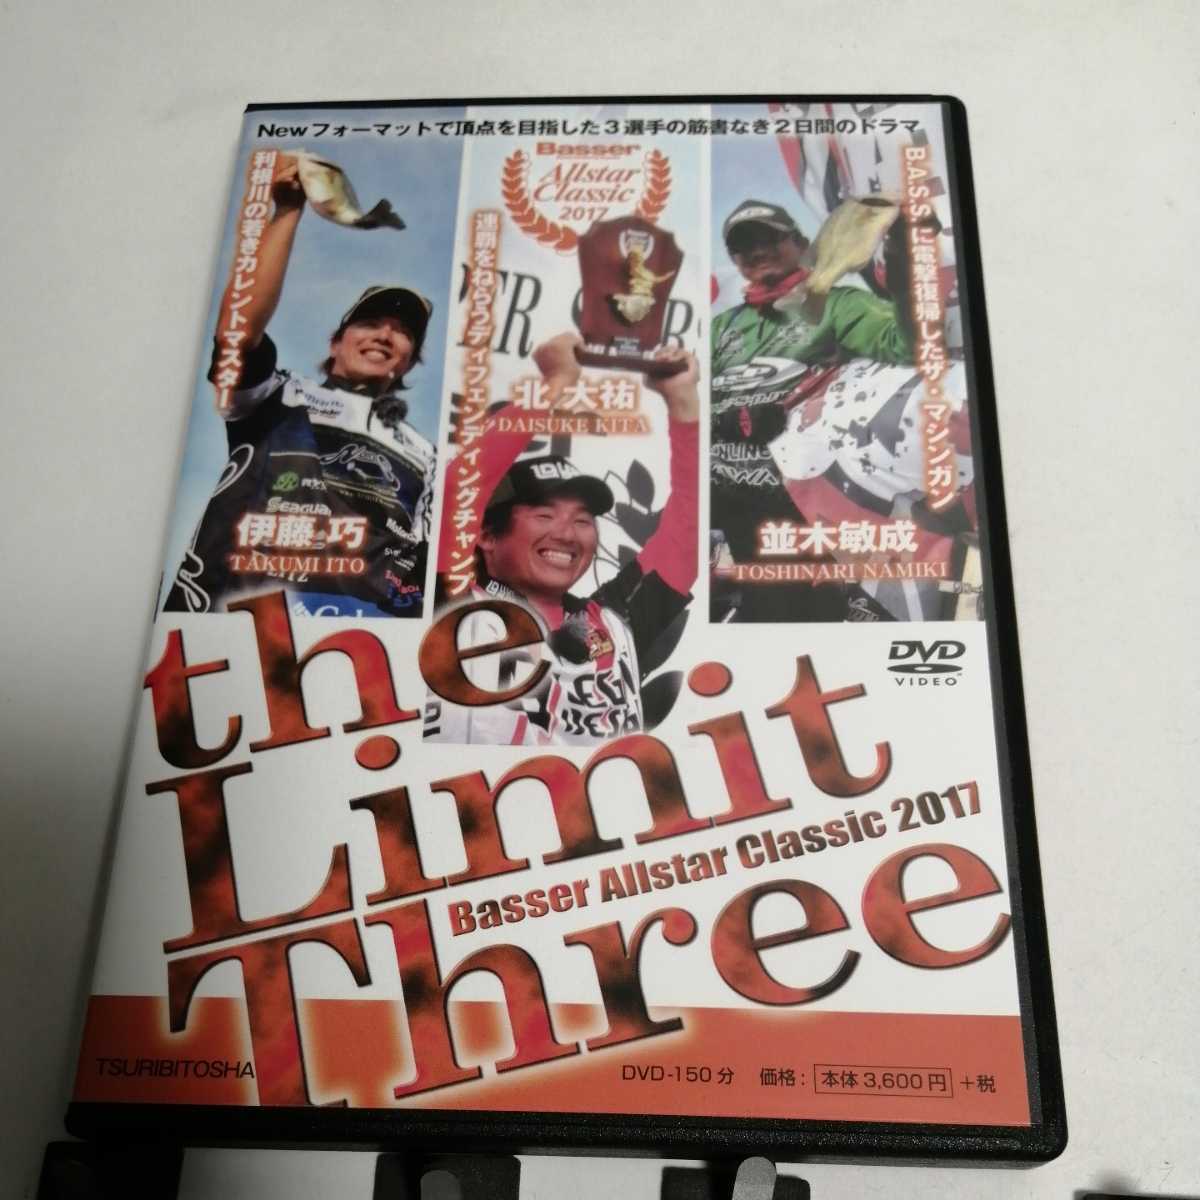 Newフォーマットで頂点を目指した3選手の筋書なき2日間のドラマ
利根川の若きカレントマスター
Basser
Allstar
Classic
2017
連覇をねらうディフェンディングチャンプ
B.A.S.S.に電撃復帰したザ・マシンガン
北 大祐
DAISUKE KITA
SEAGUAR
伊藤 巧
TAKUMI ITO
並木敏成
TOSHINARI NAMIKI
DVD
VIDEO
the
Limit
Three
Basser Allstar Classic 2017
TSURIBITOSHA
DVD-150分 価格: 本体3,600円 +税